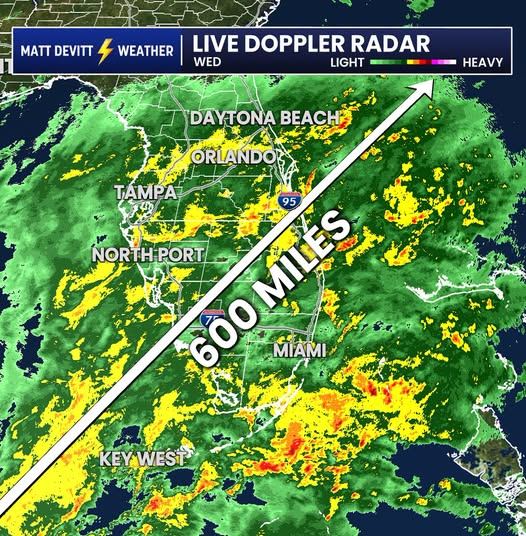 MATT DEVITT WEATHER
LIVE DOPPLER RADAR
WED
LIGHT
HEAVY
DAYTONA BEACH
ORLANDO
TAMPA
95
NORTH PORT
600 MILES
75
MIAMI
KEY WEST